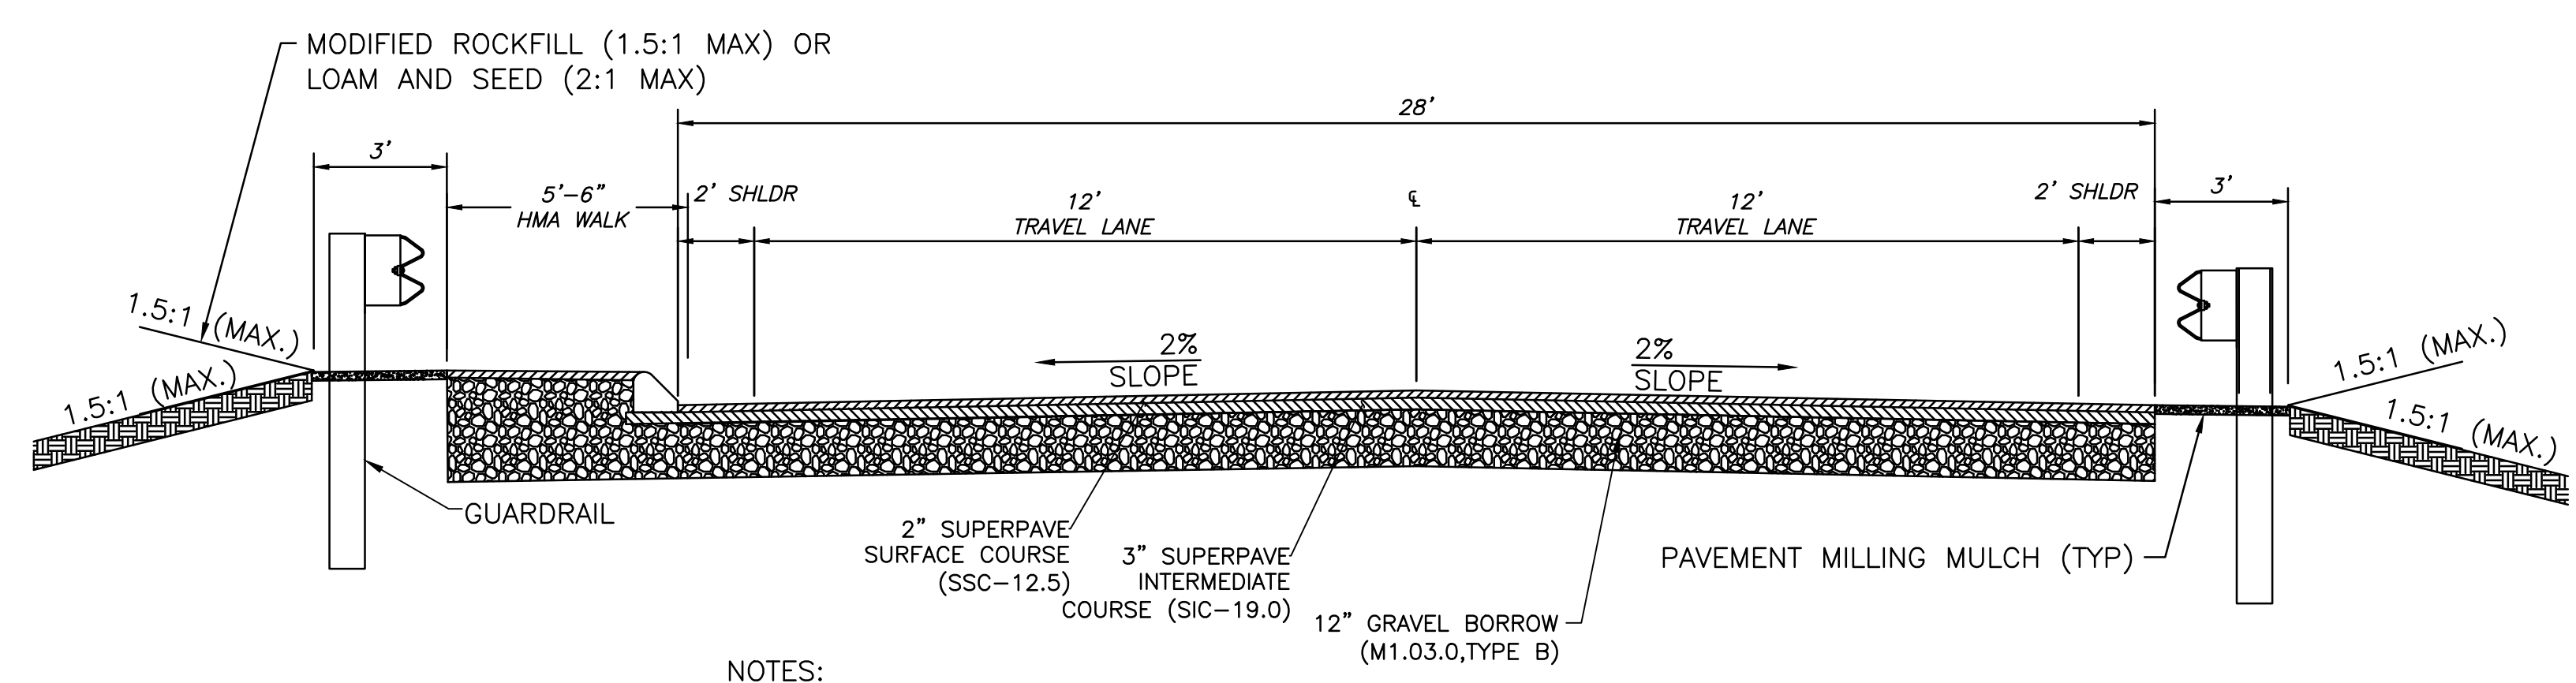 MODIFIED ROCKFILL (1.5:1 MAX) OR
LOAM AND SEED (2:1 MAX)
28'
3'
5'-6"
HMA WALK
2' SHLDR
12'
TRAVEL LANE
℄
12'
TRAVEL LANE
2' SHLDR
3'
1.5:1 (MAX.)
1.5:1 (MAX.)
2%
SLOPE
2%
SLOPE
1.5:1 (MAX.)
1.5:1 (MAX.)
GUARDRAIL
2" SUPERPAVE
SURFACE COURSE
(SSC-12.5)
3" SUPERPAVE
INTERMEDIATE
COURSE (SIC-19.0)
12" GRAVEL BORROW
(M1.03.0,TYPE B)
PAVEMENT MILLING MULCH (TYP)
NOTES: